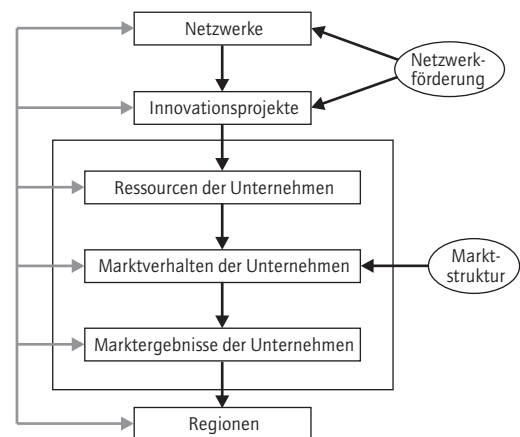 Netzwerke
Netzwerk-
förderung
Innovationsprojekte
Ressourcen der Unternehmen
Marktverhalten der Unternehmen
Markt-
struktur
Marktergebnisse der Unternehmen
Regionen